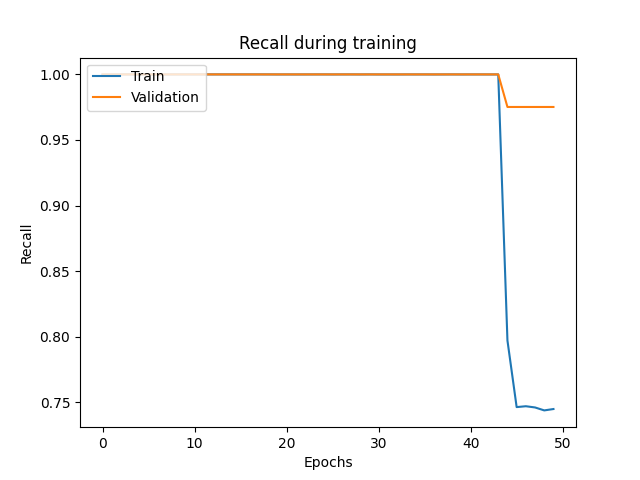 Recall during training
Train
Validation
1.00
0.95
0.90
0.85
0.80
0.75
Recall
0 10 20 30 40 50
Epochs